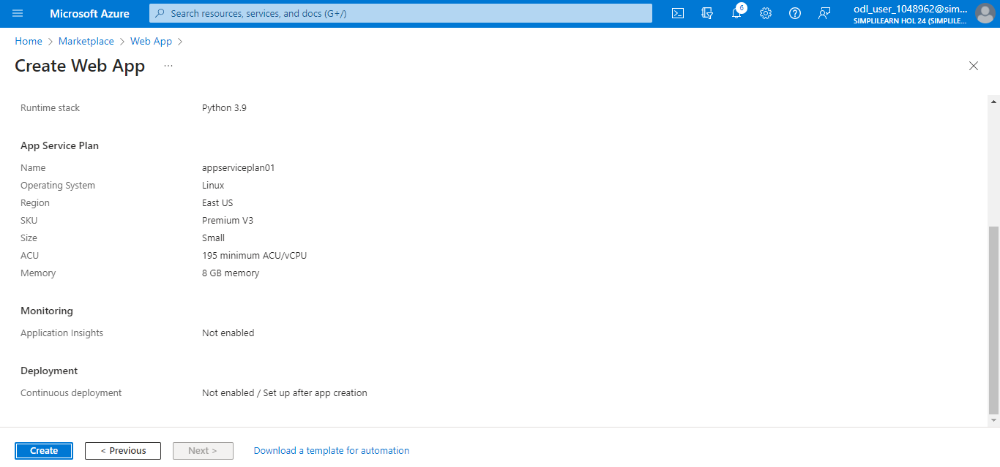 Microsoft Azure
Search resources, services, and docs (G+/)
6
odl_user_1048962@sim...
SIMPLILEARN HOL 24 (SIMPLILE...
Home > Marketplace > Web App >
Create Web App ...
Runtime stack Python 3.9
App Service Plan
Name appserviceplan01
Operating System Linux
Region East US
SKU Premium V3
Size Small
ACU 195 minimum ACU/vCPU
Memory 8 GB memory
Monitoring
Application Insights Not enabled
Deployment
Continuous deployment Not enabled / Set up after app creation
Create < Previous Next > Download a template for automation